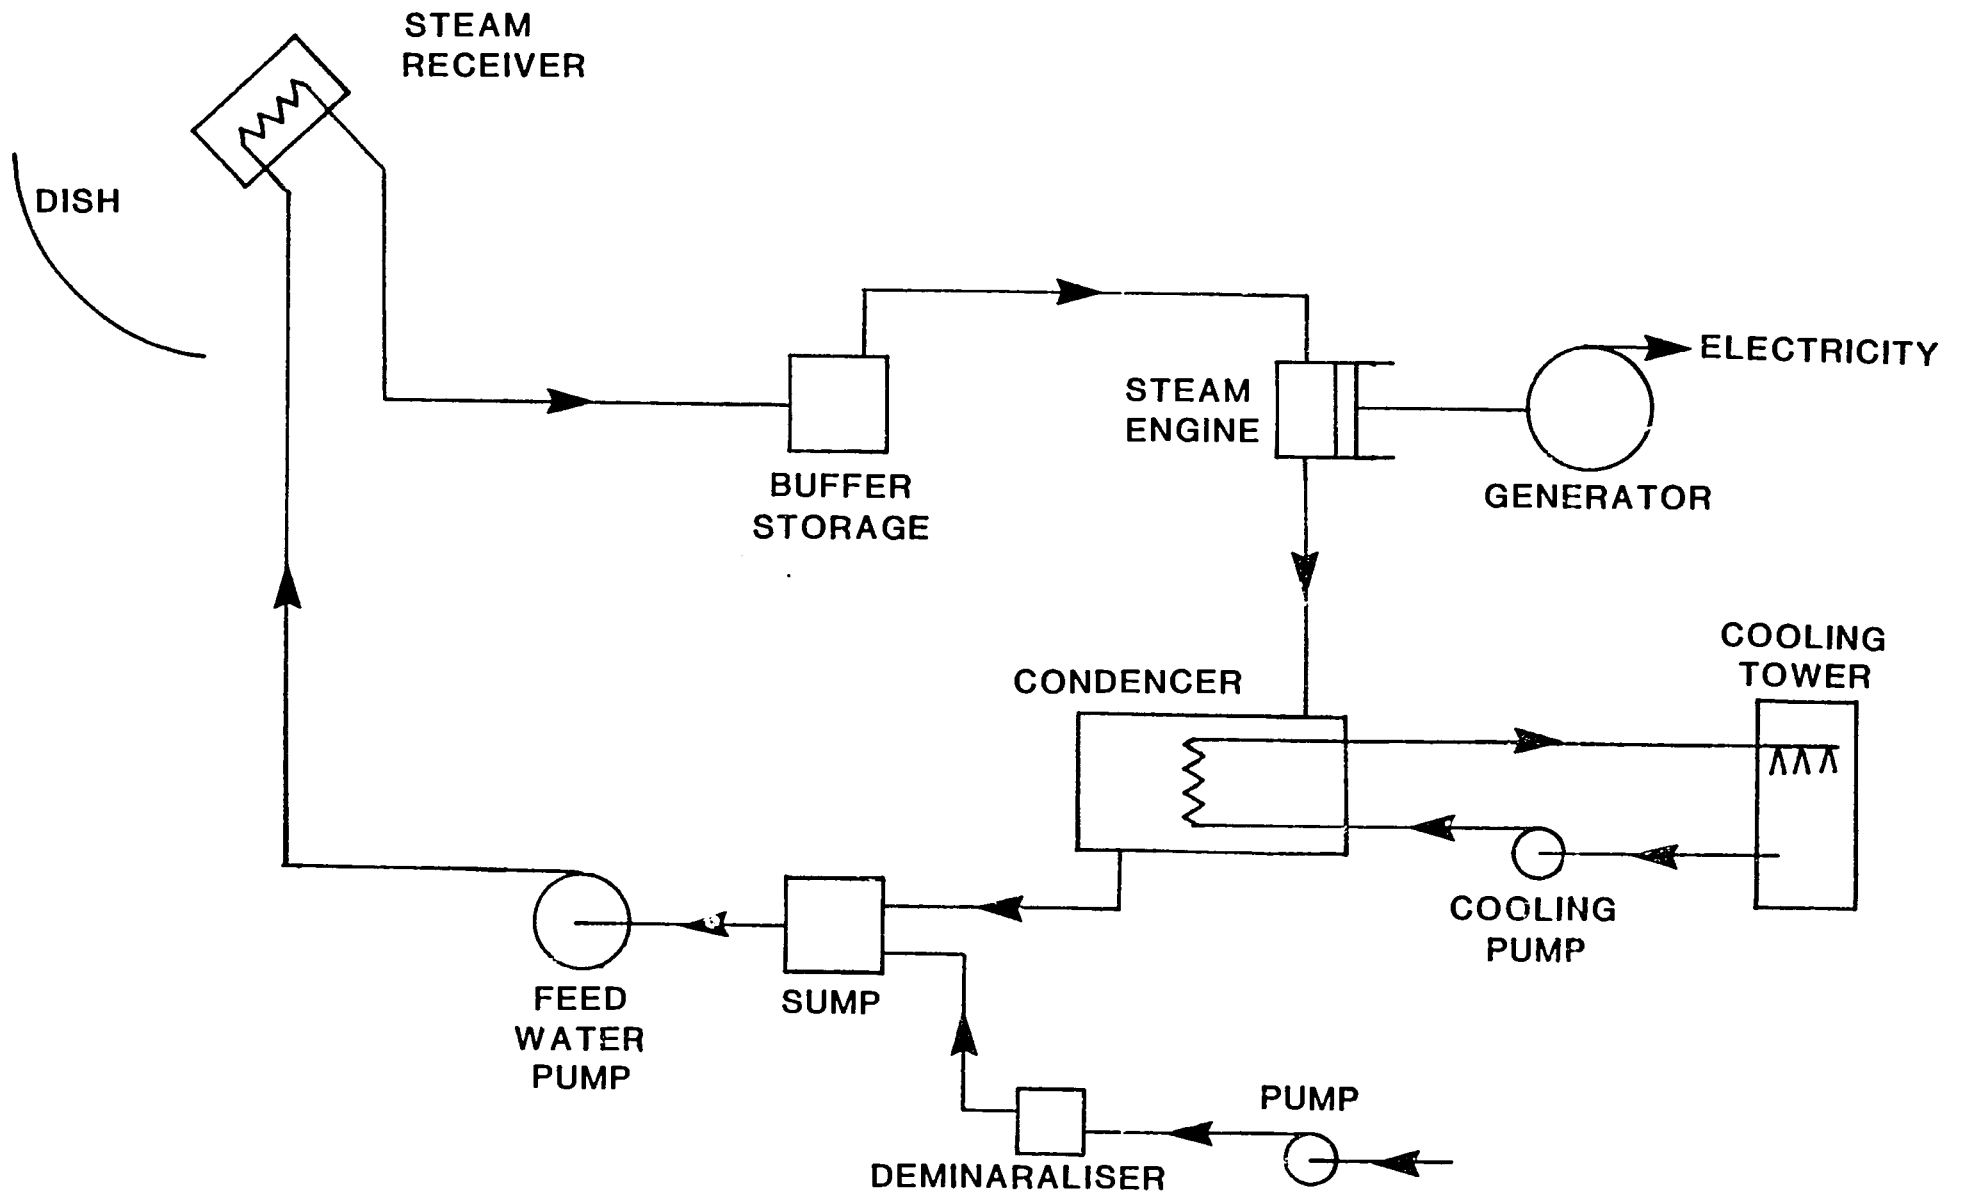 STEAM
RECEIVER
DISH
ELECTRICITY
STEAM
ENGINE
BUFFER
STORAGE
GENERATOR
COOLING
TOWER
CONDENCER
COOLING
PUMP
FEED
WATER
PUMP
SUMP
PUMP
DEMINARALISER